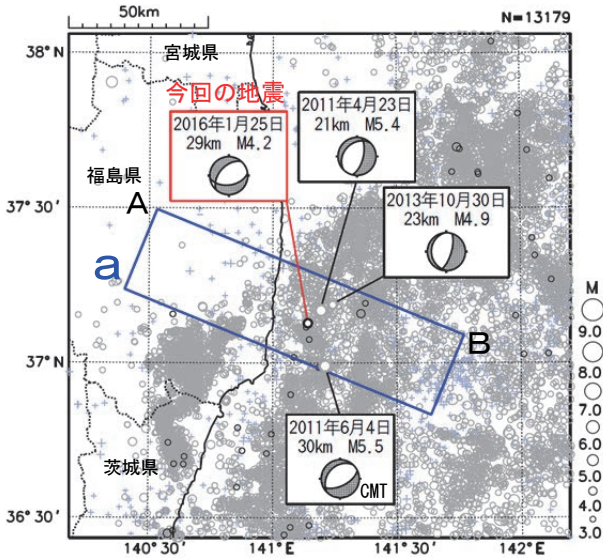 50km
N=13179
38°N
宮城県
今回の地震
2016年1月25日
29km M4.2
2011年4月23日
21km M5.4
福島県
2013年10月30日
23km M4.9
37°30′
A
a
M
9.0
8.0
7.0
6.0
5.0
4.0
3.0
37°N
B
2011年6月4日
30km M5.5
CMT
茨城県
36°30′
140°30′
141°E
141°30′
142°E